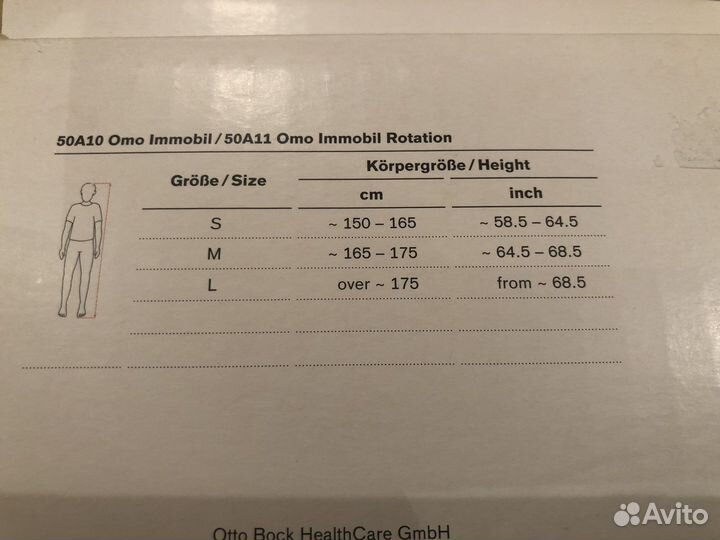 50A10 Omo Immobil / 50A11 Omo Immobil Rotation
Größe / Size Körpergröße / Height
cm inch
S ~ 150 – 165 ~ 58.5 – 64.5
M ~ 165 – 175 ~ 64.5 – 68.5
L over ~ 175 from ~ 68.5
Otto Bock HealthCare GmbH
Avito